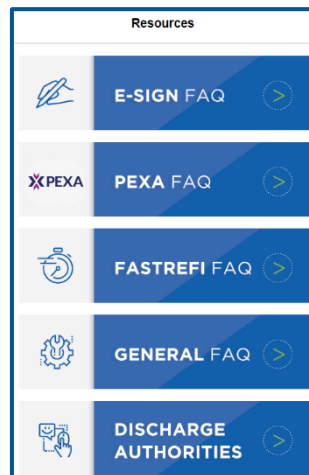 Resources
E-SIGN FAQ
PEXA
PEXA FAQ
FASTREFI FAQ
GENERAL FAQ
DISCHARGE
AUTHORITIES